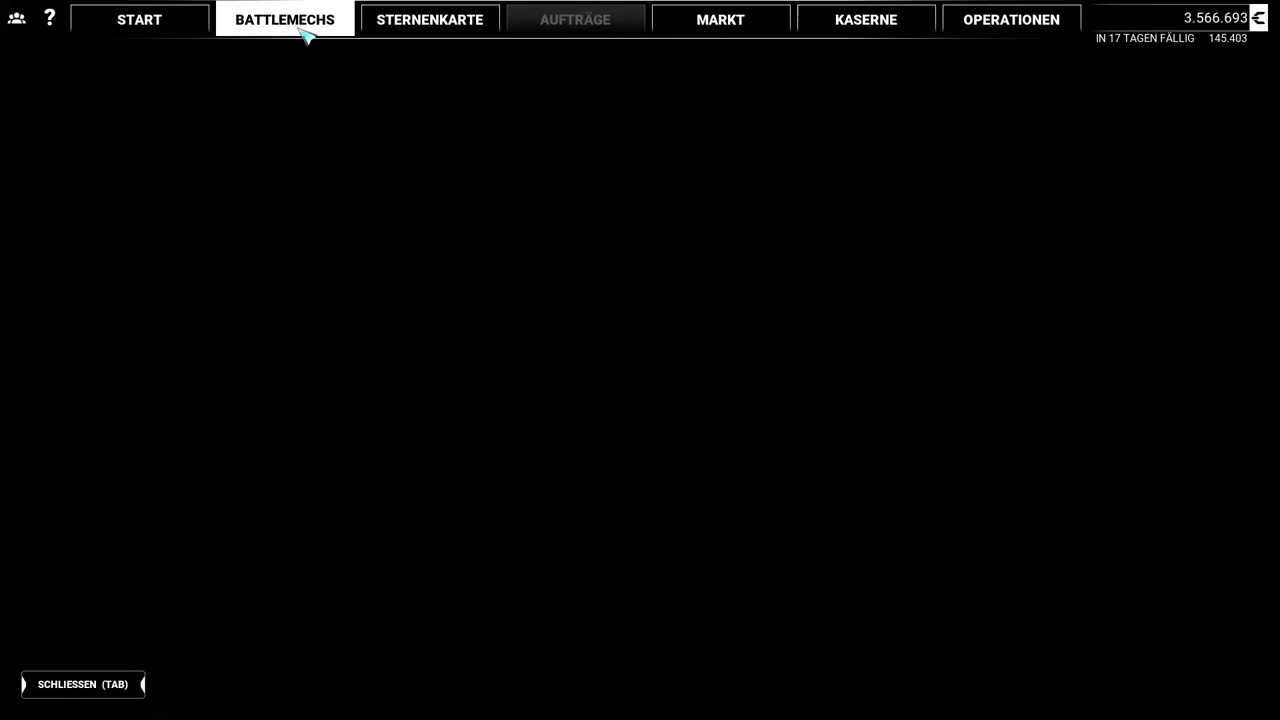 ?
START
BATTLEMECHS
STERNENKARTE
AUFTRÄGE
MARKT
KASERNE
OPERATIONEN
3.566.693 €
IN 17 TAGEN FÄLLIG 145.403
SCHLIESSEN (TAB)